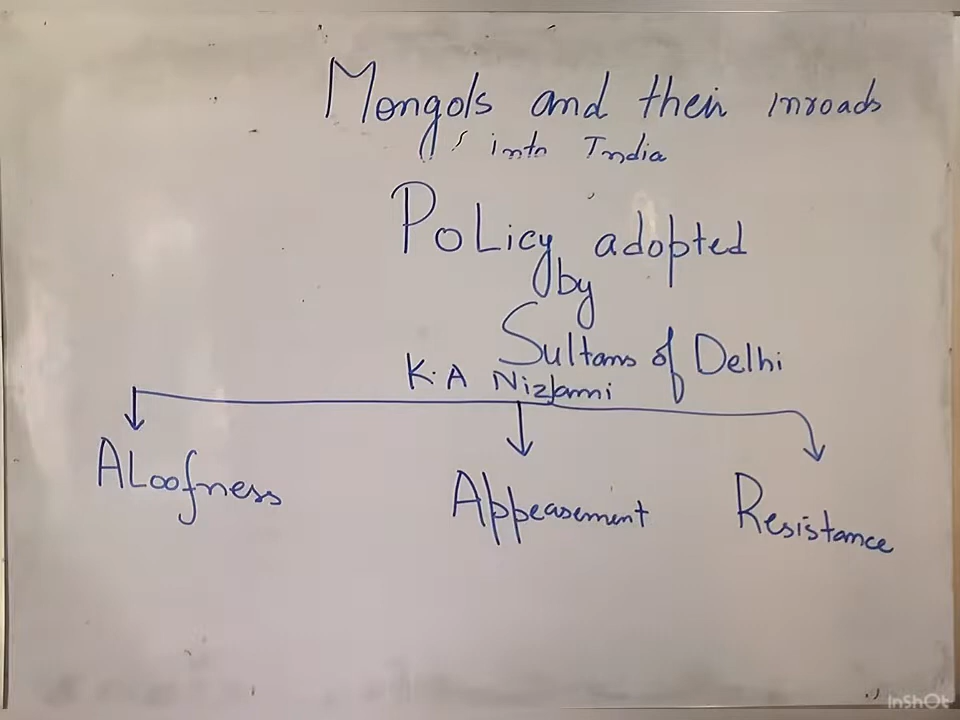 Mongols and their inroads
into India
PoLicy adopted
by
Sultans of Delhi
K.A Nizami
ALoofness
Appeasement
Resistance
InShOt